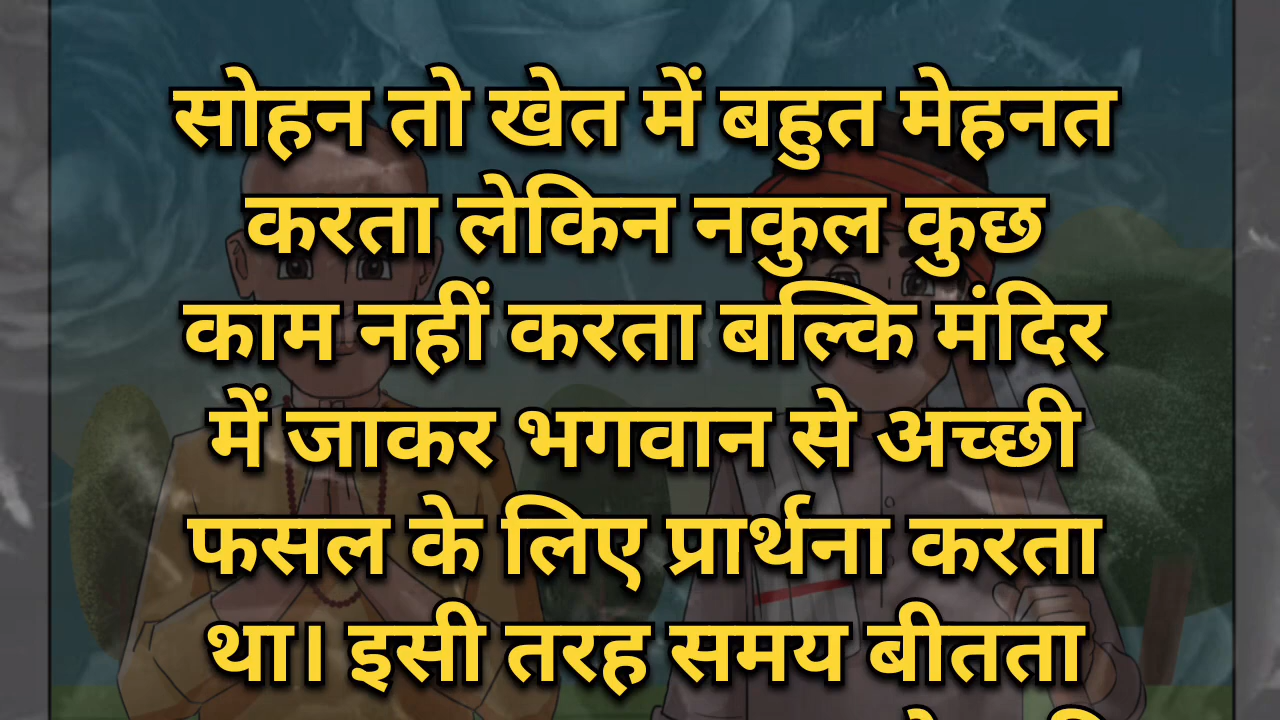 सोहन तो खेत में बहुत मेहनत
करता लेकिन नकुल कुछ
काम नहीं करता बल्कि मंदिर
में जाकर भगवान से अच्छी
फसल के लिए प्रार्थना करता
था। इसी तरह समय बीतता